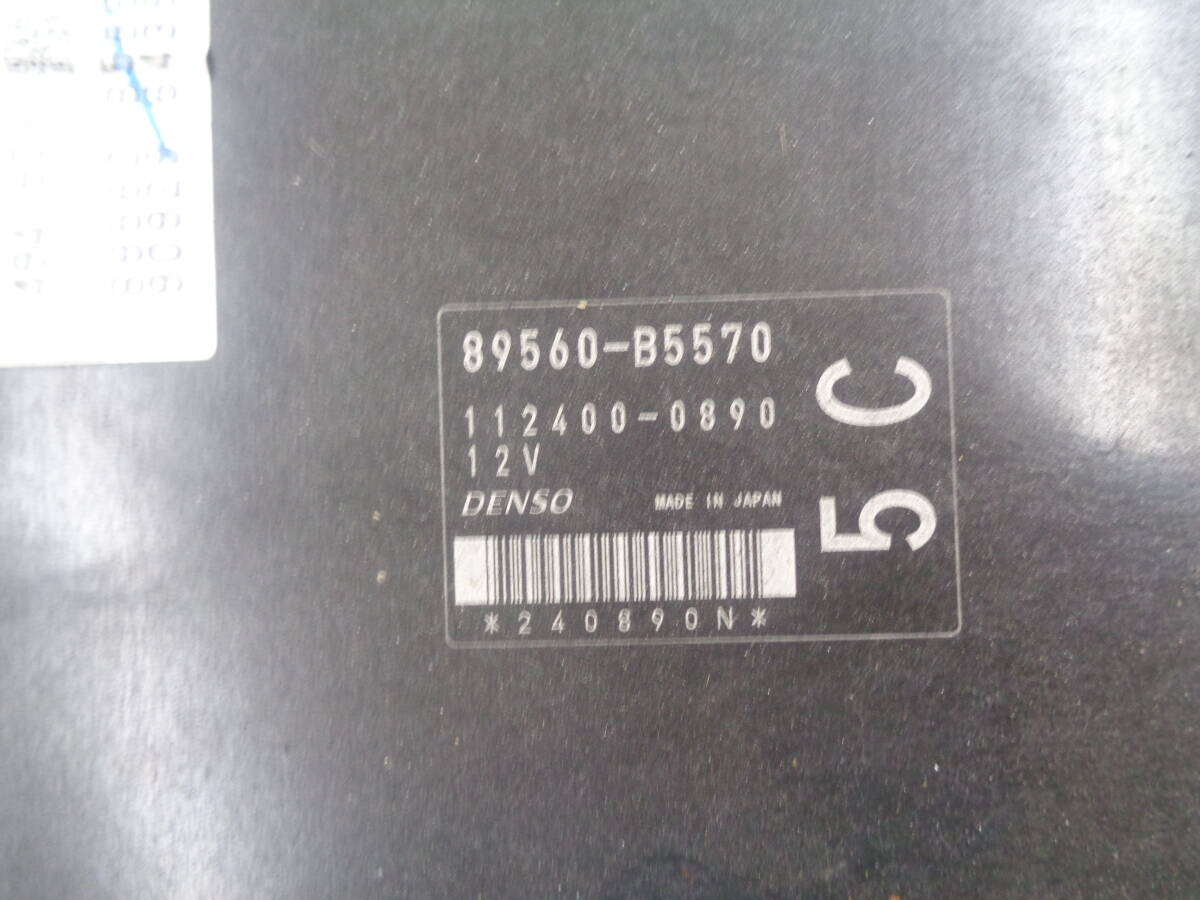 89560-B5570
112400-0890
12V
DENSO MADE IN JAPAN
*240890N*
5C